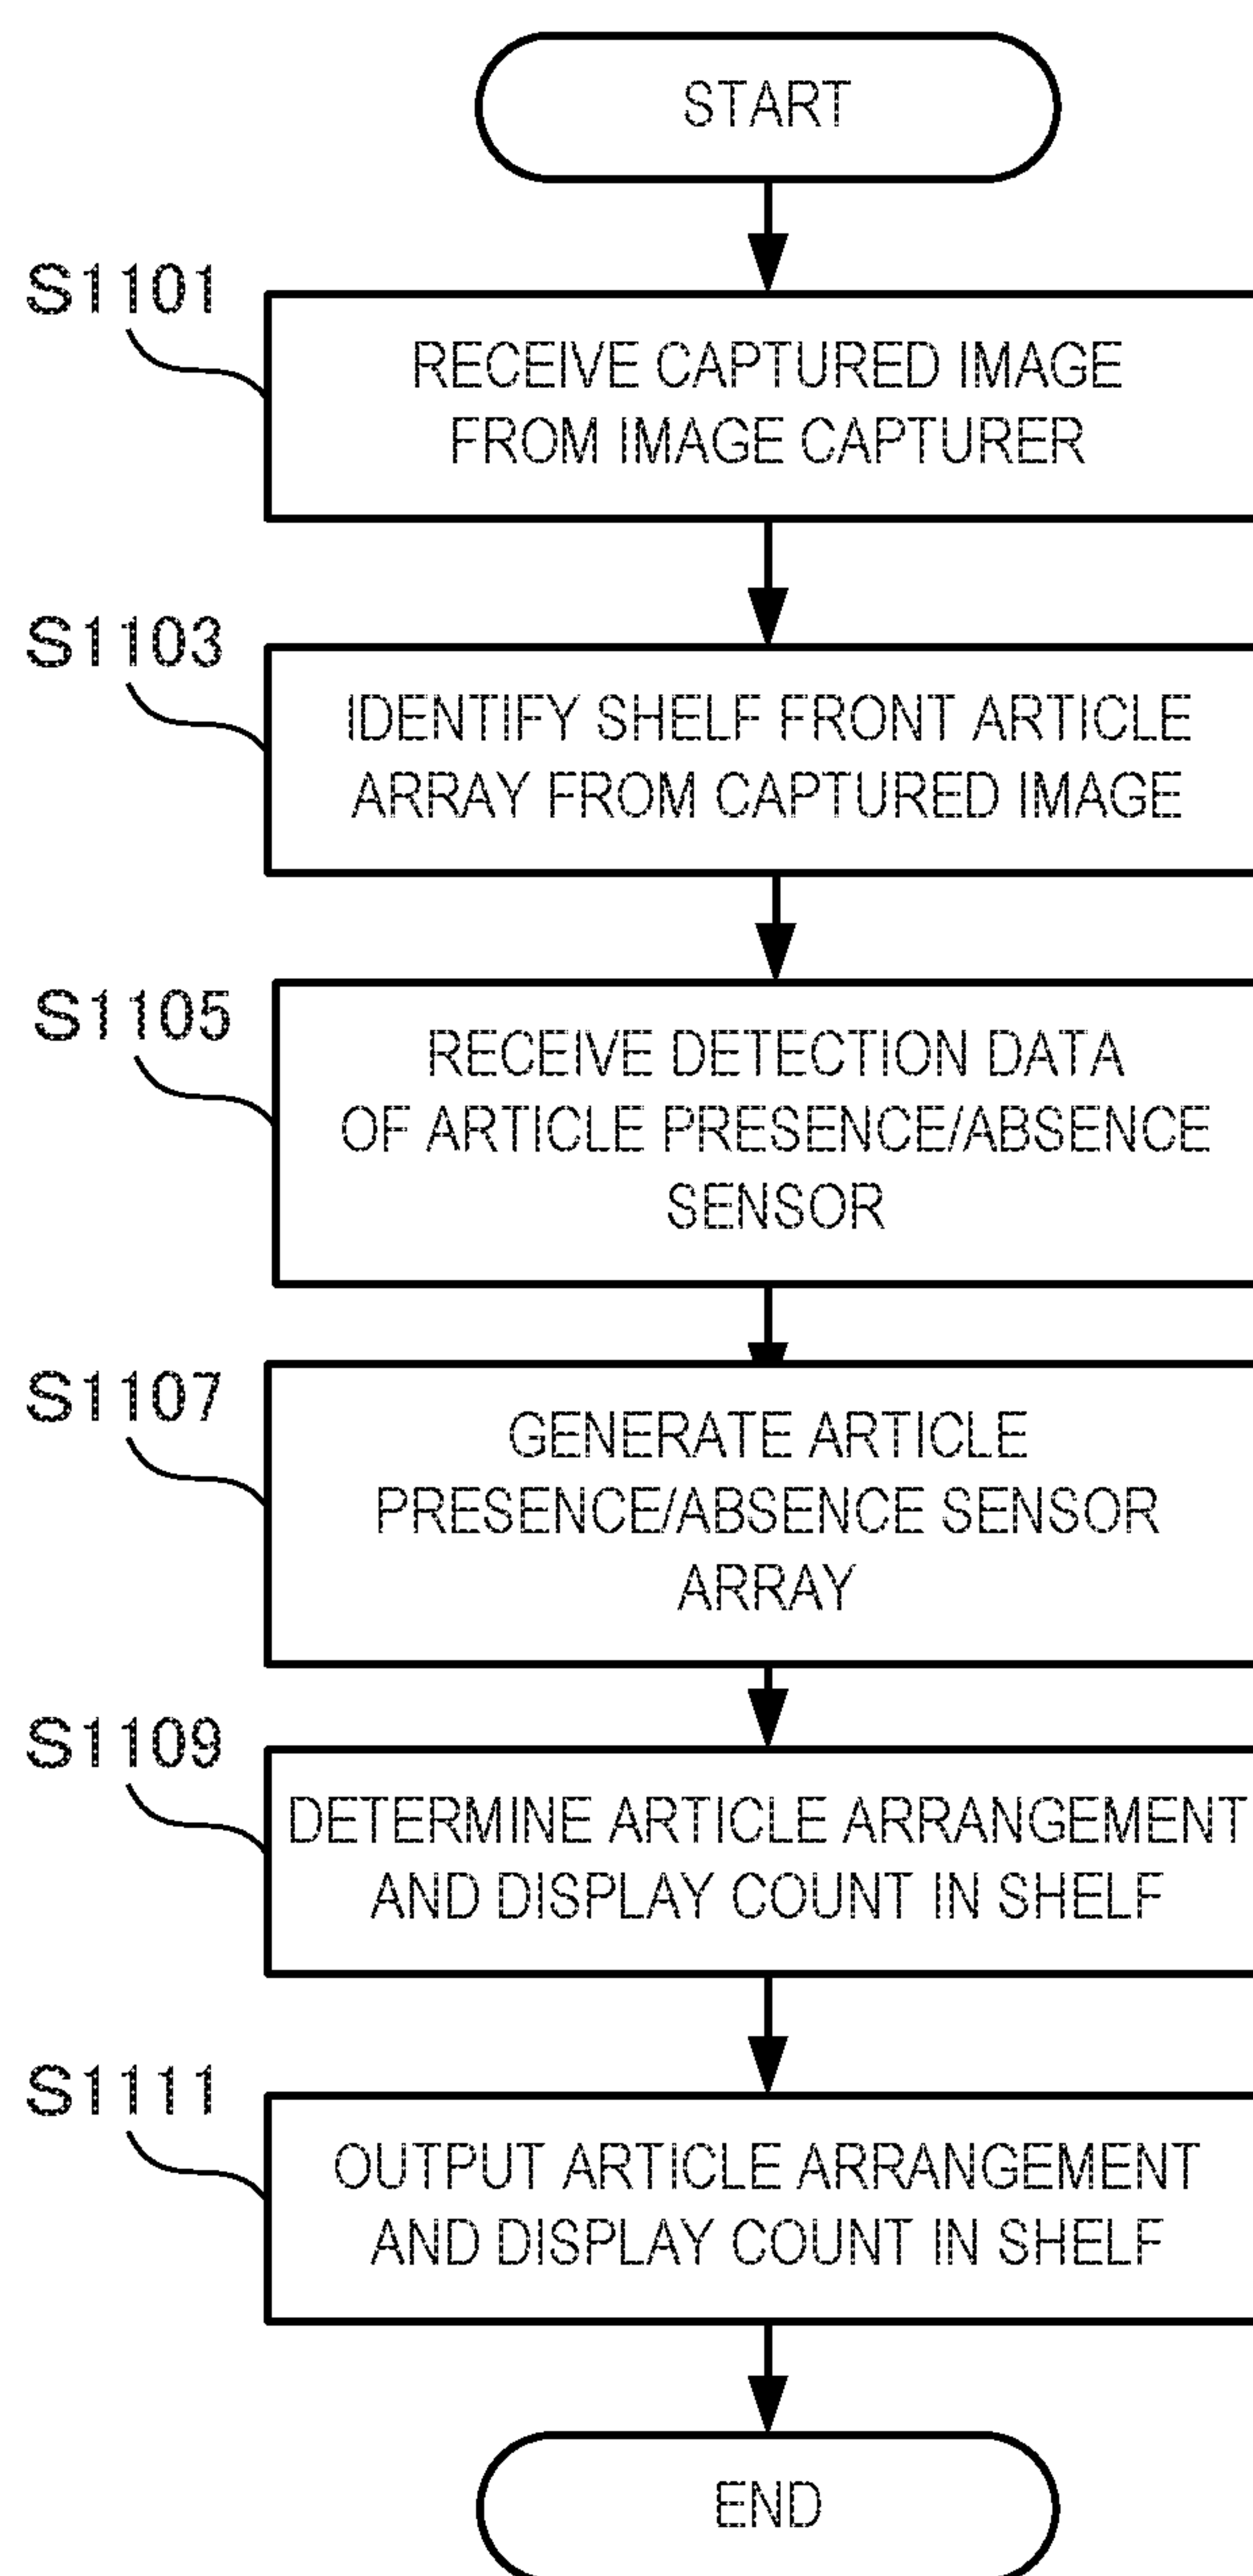 START
S1101
RECEIVE CAPTURED IMAGE
FROM IMAGE CAPTURER
S1103
IDENTIFY SHELF FRONT ARTICLE
ARRAY FROM CAPTURED IMAGE
S1105
RECEIVE DETECTION DATA
OF ARTICLE PRESENCE/ABSENCE
SENSOR
S1107
GENERATE ARTICLE
PRESENCE/ABSENCE SENSOR
ARRAY
S1109
DETERMINE ARTICLE ARRANGEMENT
AND DISPLAY COUNT IN SHELF
S1111
OUTPUT ARTICLE ARRANGEMENT
AND DISPLAY COUNT IN SHELF
END